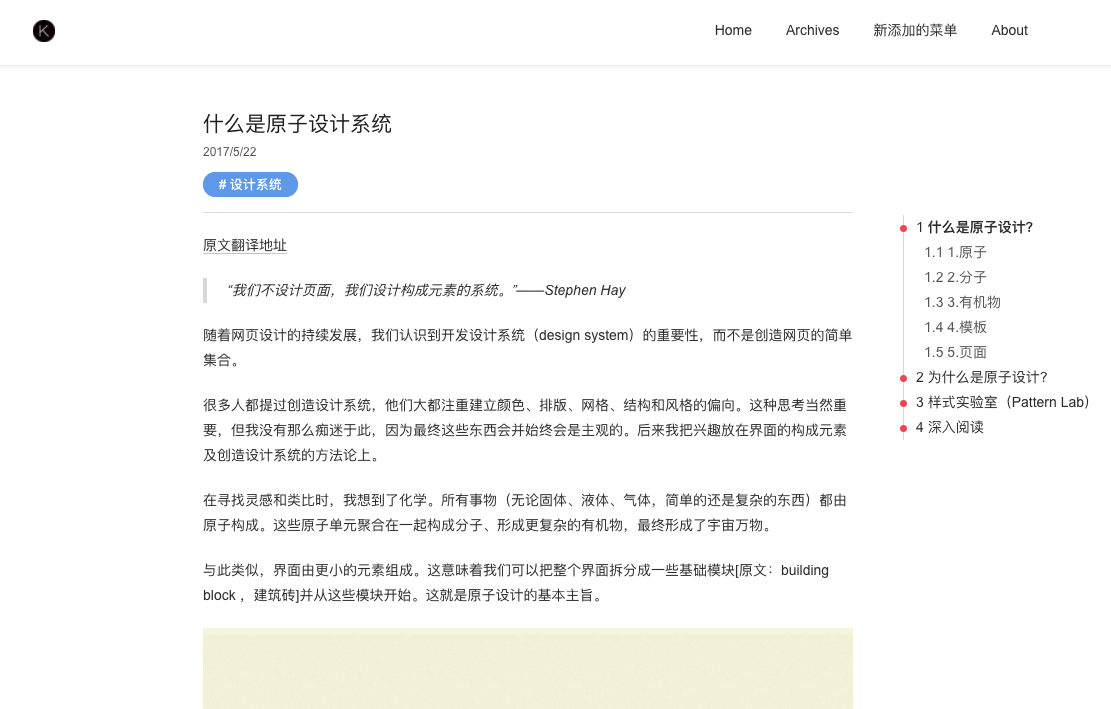 K
Home Archives 新添加的菜单 About
什么是原子设计系统
2017/5/22
# 设计系统
原文翻译地址
“我们不设计页面，我们设计构成元素的系统。”——Stephen Hay
随着网页设计的持续发展，我们认识到开发设计系统（design system）的重要性，而不是创造网页的简单
集合。
很多人都提过创造设计系统，他们大都注重建立颜色、排版、网格、结构和风格的偏向。这种思考当然重
要，但我没有那么痴迷于此，因为最终这些东西会并始终会是主观的。后来我把兴趣放在界面的构成元素
及创造设计系统的方法论上。
在寻找灵感和类比时，我想到了化学。所有事物（无论固体、液体、气体，简单的还是复杂的东西）都由
原子构成。这些原子单元聚合在一起构成分子、形成更复杂的有机物，最终形成了宇宙万物。
与此类似，界面由更小的元素组成。这意味着我们可以把整个界面拆分成一些基础模块[原文：building
block ，建筑砖]并从这些模块开始。这就是原子设计的基本主旨。
1 什么是原子设计?
1.1 1.原子
1.2 2.分子
1.3 3.有机物
1.4 4.模板
1.5 5.页面
2 为什么是原子设计?
3 样式实验室（Pattern Lab）
4 深入阅读